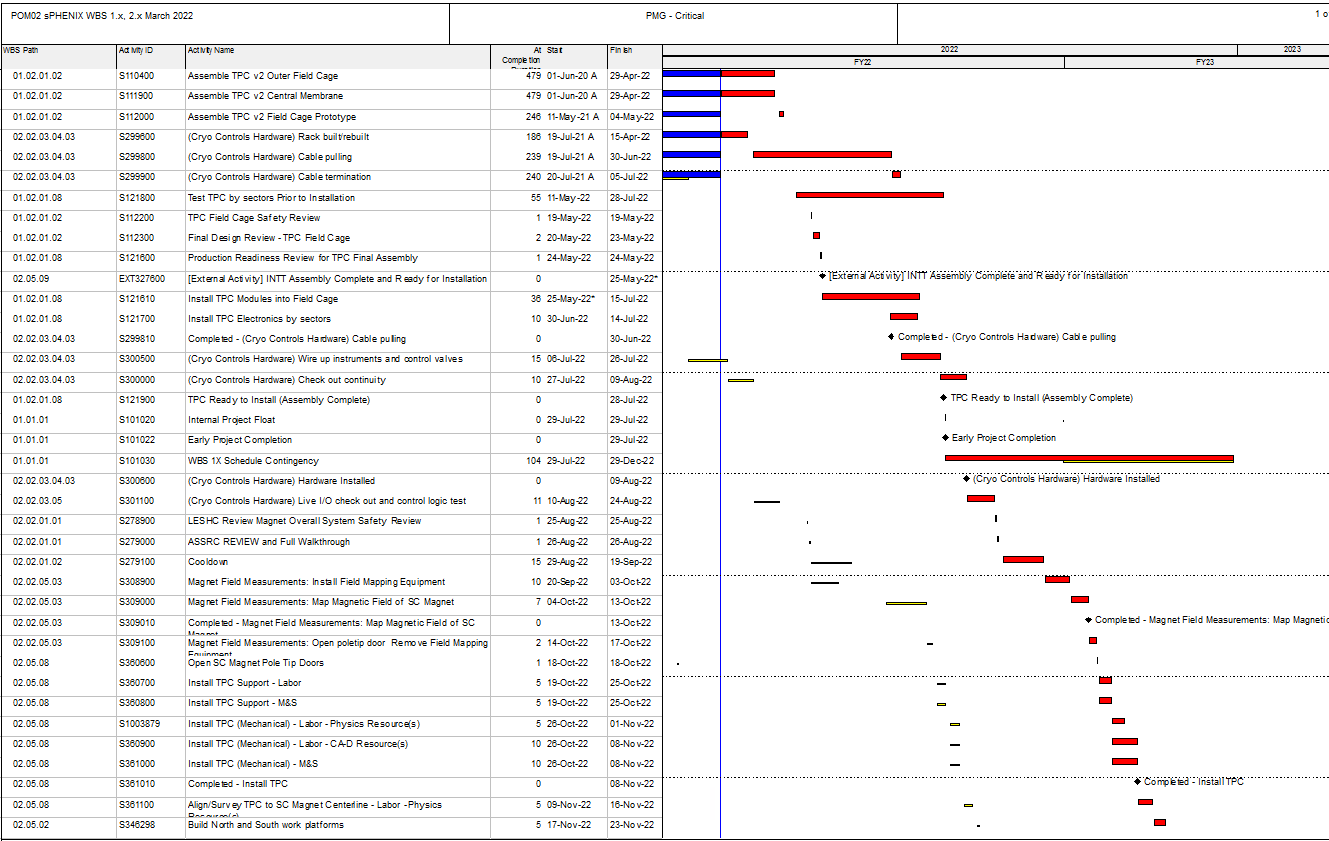 POM02 sPHENIX WBS 1.x, 2.x March 2022 PMG - Critical 1 o
WBS Path Activity ID Activity Name At Completion Duration Start Finish 2022 2023
FY22 FY23
01.02.01.02 S110400 Assemble TPC v2 Outer Field Cage 479 01-Jun-20 A 29-Apr-22
01.02.01.02 S111900 Assemble TPC v2 Central Membrane 479 01-Jun-20 A 29-Apr-22
01.02.01.02 S112000 Assemble TPC v2 Field Cage Prototype 246 11-May-21 A 04-May-22
02.02.03.04.03 S299600 (Cryo Controls Hardware) Rack built/rebuilt 186 19-Jul-21 A 15-Apr-22
02.02.03.04.03 S299800 (Cryo Controls Hardware) Cable pulling 239 19-Jul-21 A 30-Jun-22
02.02.03.04.03 S299900 (Cryo Controls Hardware) Cable termination 240 20-Jul-21 A 05-Jul-22
01.02.01.08 S121800 Test TPC by sectors Prior to Installation 55 11-May-22 28-Jul-22
01.02.01.02 S112200 TPC Field Cage Safety Review 1 19-May-22 19-May-22
01.02.01.02 S112300 Final Design Review - TPC Field Cage 2 20-May-22 23-May-22
01.02.01.08 S121600 Production Readiness Review for TPC Final Assembly 1 24-May-22 24-May-22
02.05.09 EXT327600 [External Activity] INTT Assembly Complete and Ready for Installation 0 25-May-22* [External Activity] INTT Assembly Complete and Ready for Installation
01.02.01.08 S121610 Install TPC Modules into Field Cage 36 25-May-22* 15-Jul-22
01.02.01.08 S121700 Install TPC Electronics by sectors 10 30-Jun-22 14-Jul-22
02.02.03.04.03 S299810 Completed - (Cryo Controls Hardware) Cable pulling 0 30-Jun-22 Completed - (Cryo Controls Hardware) Cable pulling
02.02.03.04.03 S300500 (Cryo Controls Hardware) Wire up instruments and control valves 15 06-Jul-22 26-Jul-22
02.02.03.04.03 S300000 (Cryo Controls Hardware) Check out continuity 10 27-Jul-22 09-Aug-22
01.02.01.08 S121900 TPC Ready to Install (Assembly Complete) 0 28-Jul-22 TPC Ready to Install (Assembly Complete)
01.01.01 S101020 Internal Project Float 0 29-Jul-22 29-Jul-22
01.01.01 S101022 Early Project Completion 0 29-Jul-22 Early Project Completion
01.01.01 S101030 WBS 1X Schedule Contingency 104 29-Jul-22 29-Dec-22
02.02.03.04.03 S300600 (Cryo Controls Hardware) Hardware Installed 0 09-Aug-22 (Cryo Controls Hardware) Hardware Installed
02.02.03.05 S301100 (Cryo Controls Hardware) Live I/O check out and control logic test 11 10-Aug-22 24-Aug-22
02.02.01.01 S278900 LESHC Review Magnet Overall System Safety Review 1 25-Aug-22 25-Aug-22
02.02.01.01 S279000 ASSRC REVIEW and Full Walkthrough 1 26-Aug-22 26-Aug-22
02.02.01.02 S279100 Cooldown 15 29-Aug-22 19-Sep-22
02.02.05.03 S308900 Magnet Field Measurements: Install Field Mapping Equipment 10 20-Sep-22 03-Oct-22
02.02.05.03 S309000 Magnet Field Measurements: Map Magnetic Field of SC Magnet 7 04-Oct-22 13-Oct-22
02.02.05.03 S309010 Completed - Magnet Field Measurements: Map Magnetic Field of SC Magnet 0 13-Oct-22 Completed - Magnet Field Measurements: Map Magnetic
02.02.05.03 S309100 Magnet Field Measurements: Open poletip door Remove Field Mapping Equipment 2 14-Oct-22 17-Oct-22
02.05.08 S360600 Open SC Magnet Pole Tip Doors 1 18-Oct-22 18-Oct-22
02.05.08 S360700 Install TPC Support - Labor 5 19-Oct-22 25-Oct-22
02.05.08 S360800 Install TPC Support - M&S 5 19-Oct-22 25-Oct-22
02.05.08 S1003879 Install TPC (Mechanical) - Labor - Physics Resource(s) 5 26-Oct-22 01-Nov-22
02.05.08 S360900 Install TPC (Mechanical) - Labor - CA-D Resource(s) 10 26-Oct-22 08-Nov-22
02.05.08 S361000 Install TPC (Mechanical) - M&S 10 26-Oct-22 08-Nov-22
02.05.08 S361010 Completed - Install TPC 0 08-Nov-22 Completed - Install TPC
02.05.08 S361100 Align/Survey TPC to SC Magnet Centerline - Labor -Physics Resource(s) 5 09-Nov-22 16-Nov-22
02.05.02 S346298 Build North and South work platforms 5 17-Nov-22 23-Nov-22